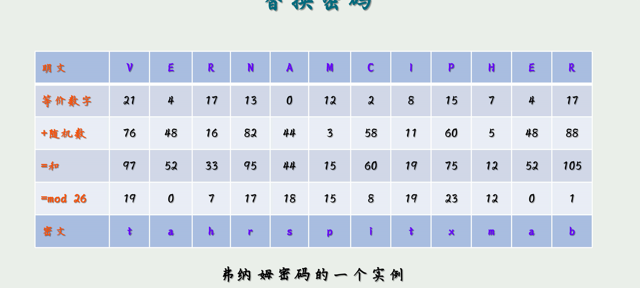 替换密码
明文 V E R N A M C I P H E R
等价数字 21 4 17 13 0 12 2 8 15 7 4 17
+随机数 76 48 16 82 44 3 58 11 60 5 48 88
=和 97 52 33 95 44 15 60 19 75 12 52 105
=mod 26 19 0 7 17 18 15 8 19 23 12 0 1
密文 t a h r s p i t x m a b
弗纳姆密码的一个实例